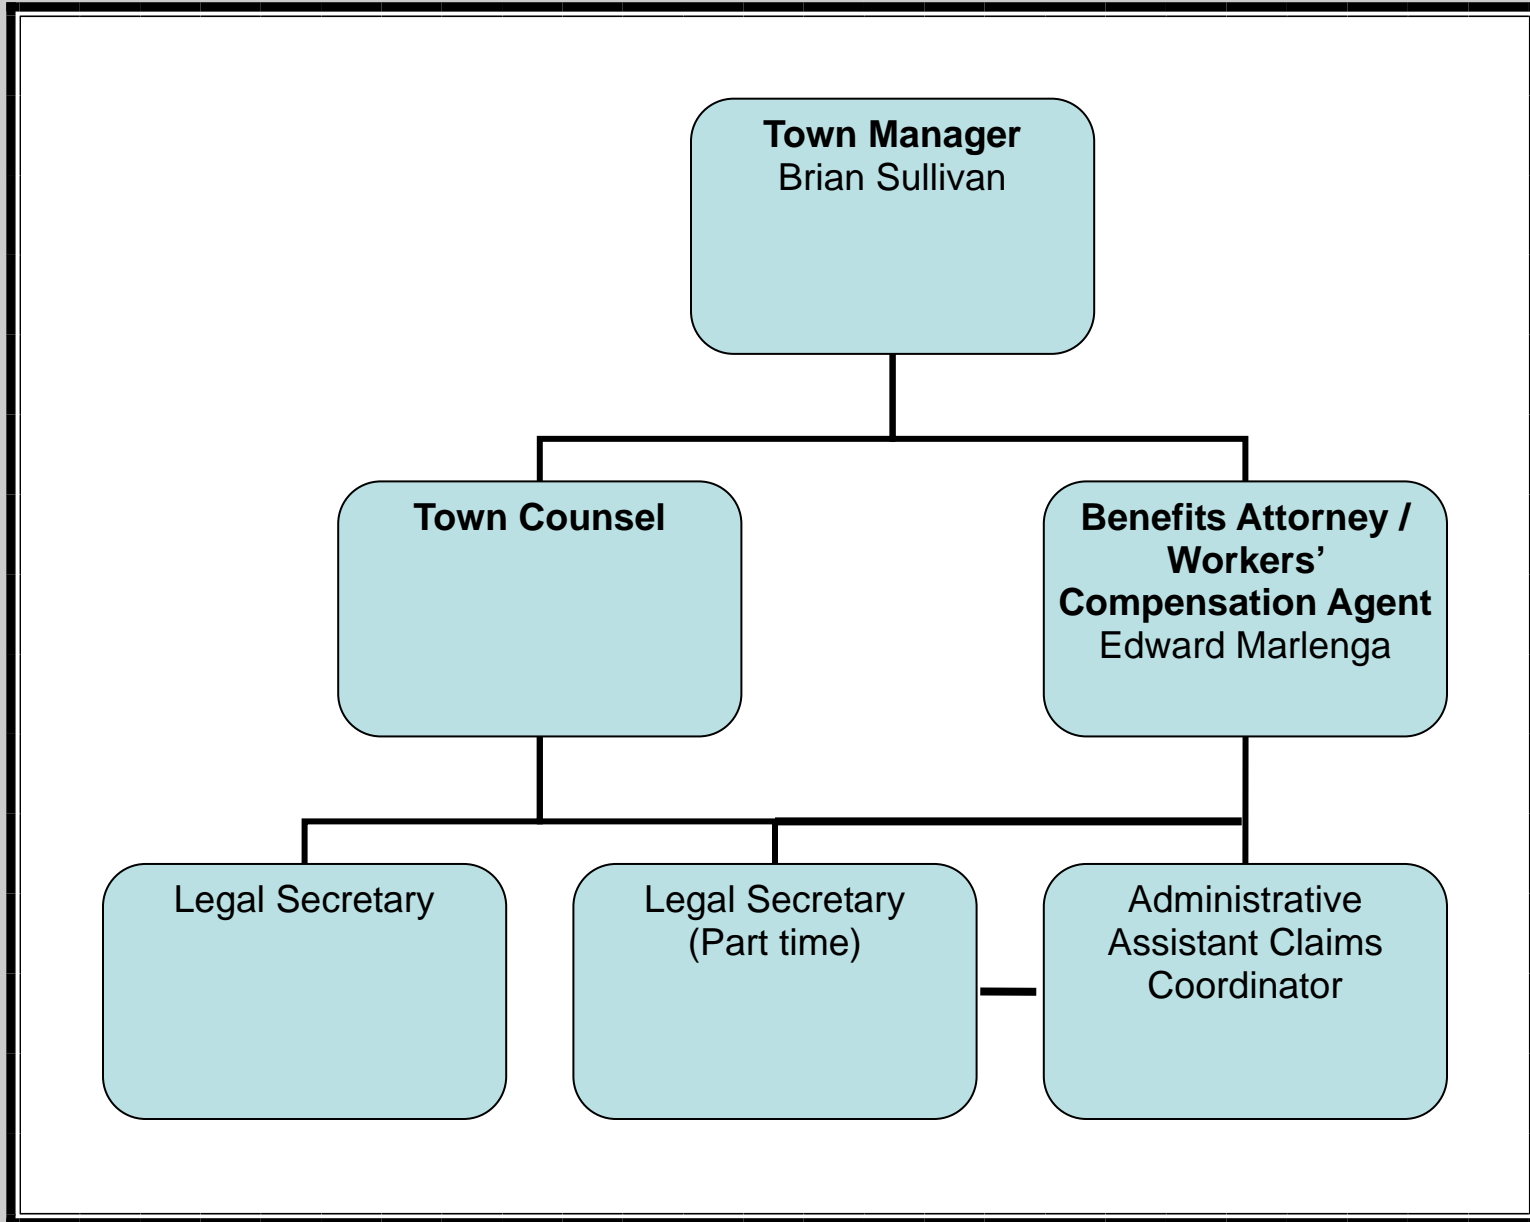 Town Manager
Brian Sullivan
Town Counsel
Benefits Attorney /
Workers’
Compensation Agent
Edward Marlenga
Legal Secretary
Legal Secretary
(Part time)
Administrative
Assistant Claims
Coordinator